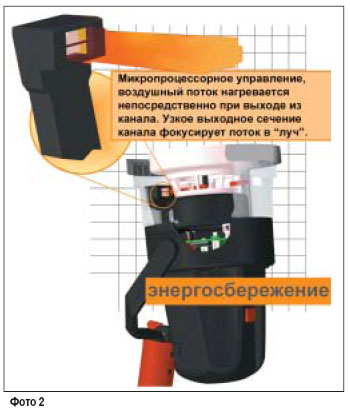 Микропроцессорное управление,
воздушный поток нагревается
непосредственно при выходе из
канала. Узкое выходное сечение
канала фокусирует поток в “луч”.
энергосбережение
Фото 2